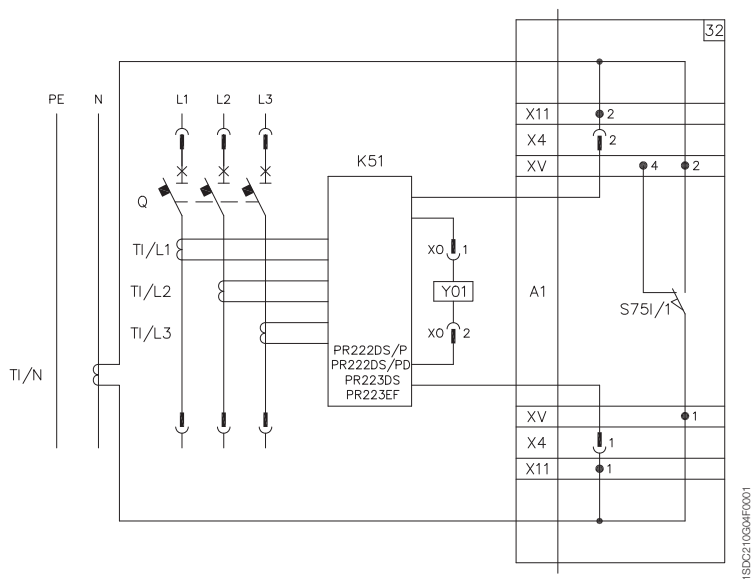 32
PE N L1 L2 L3
X11 2
X4 2
K51
XV 4 2
Q
TI/L1
X0 1
TI/L2
Y01
A1
S75I/1
TI/L3
X0 2
PR222DS/P
PR222DS/PD
PR223DS
PR223EF
TI/N
XV 1
X4 1
X11 1
1SDC210G04F0001